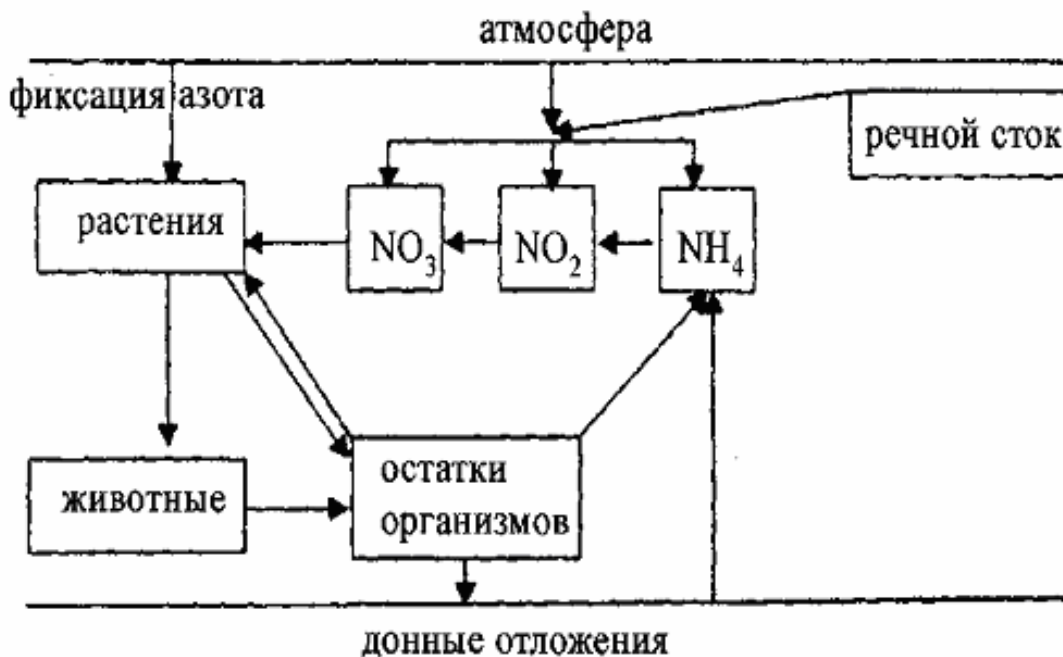 атмосфера
фиксация азота
речной сток
растения
NO₃
NO₂
NH₄
животные
остатки
организмов
донные отложения